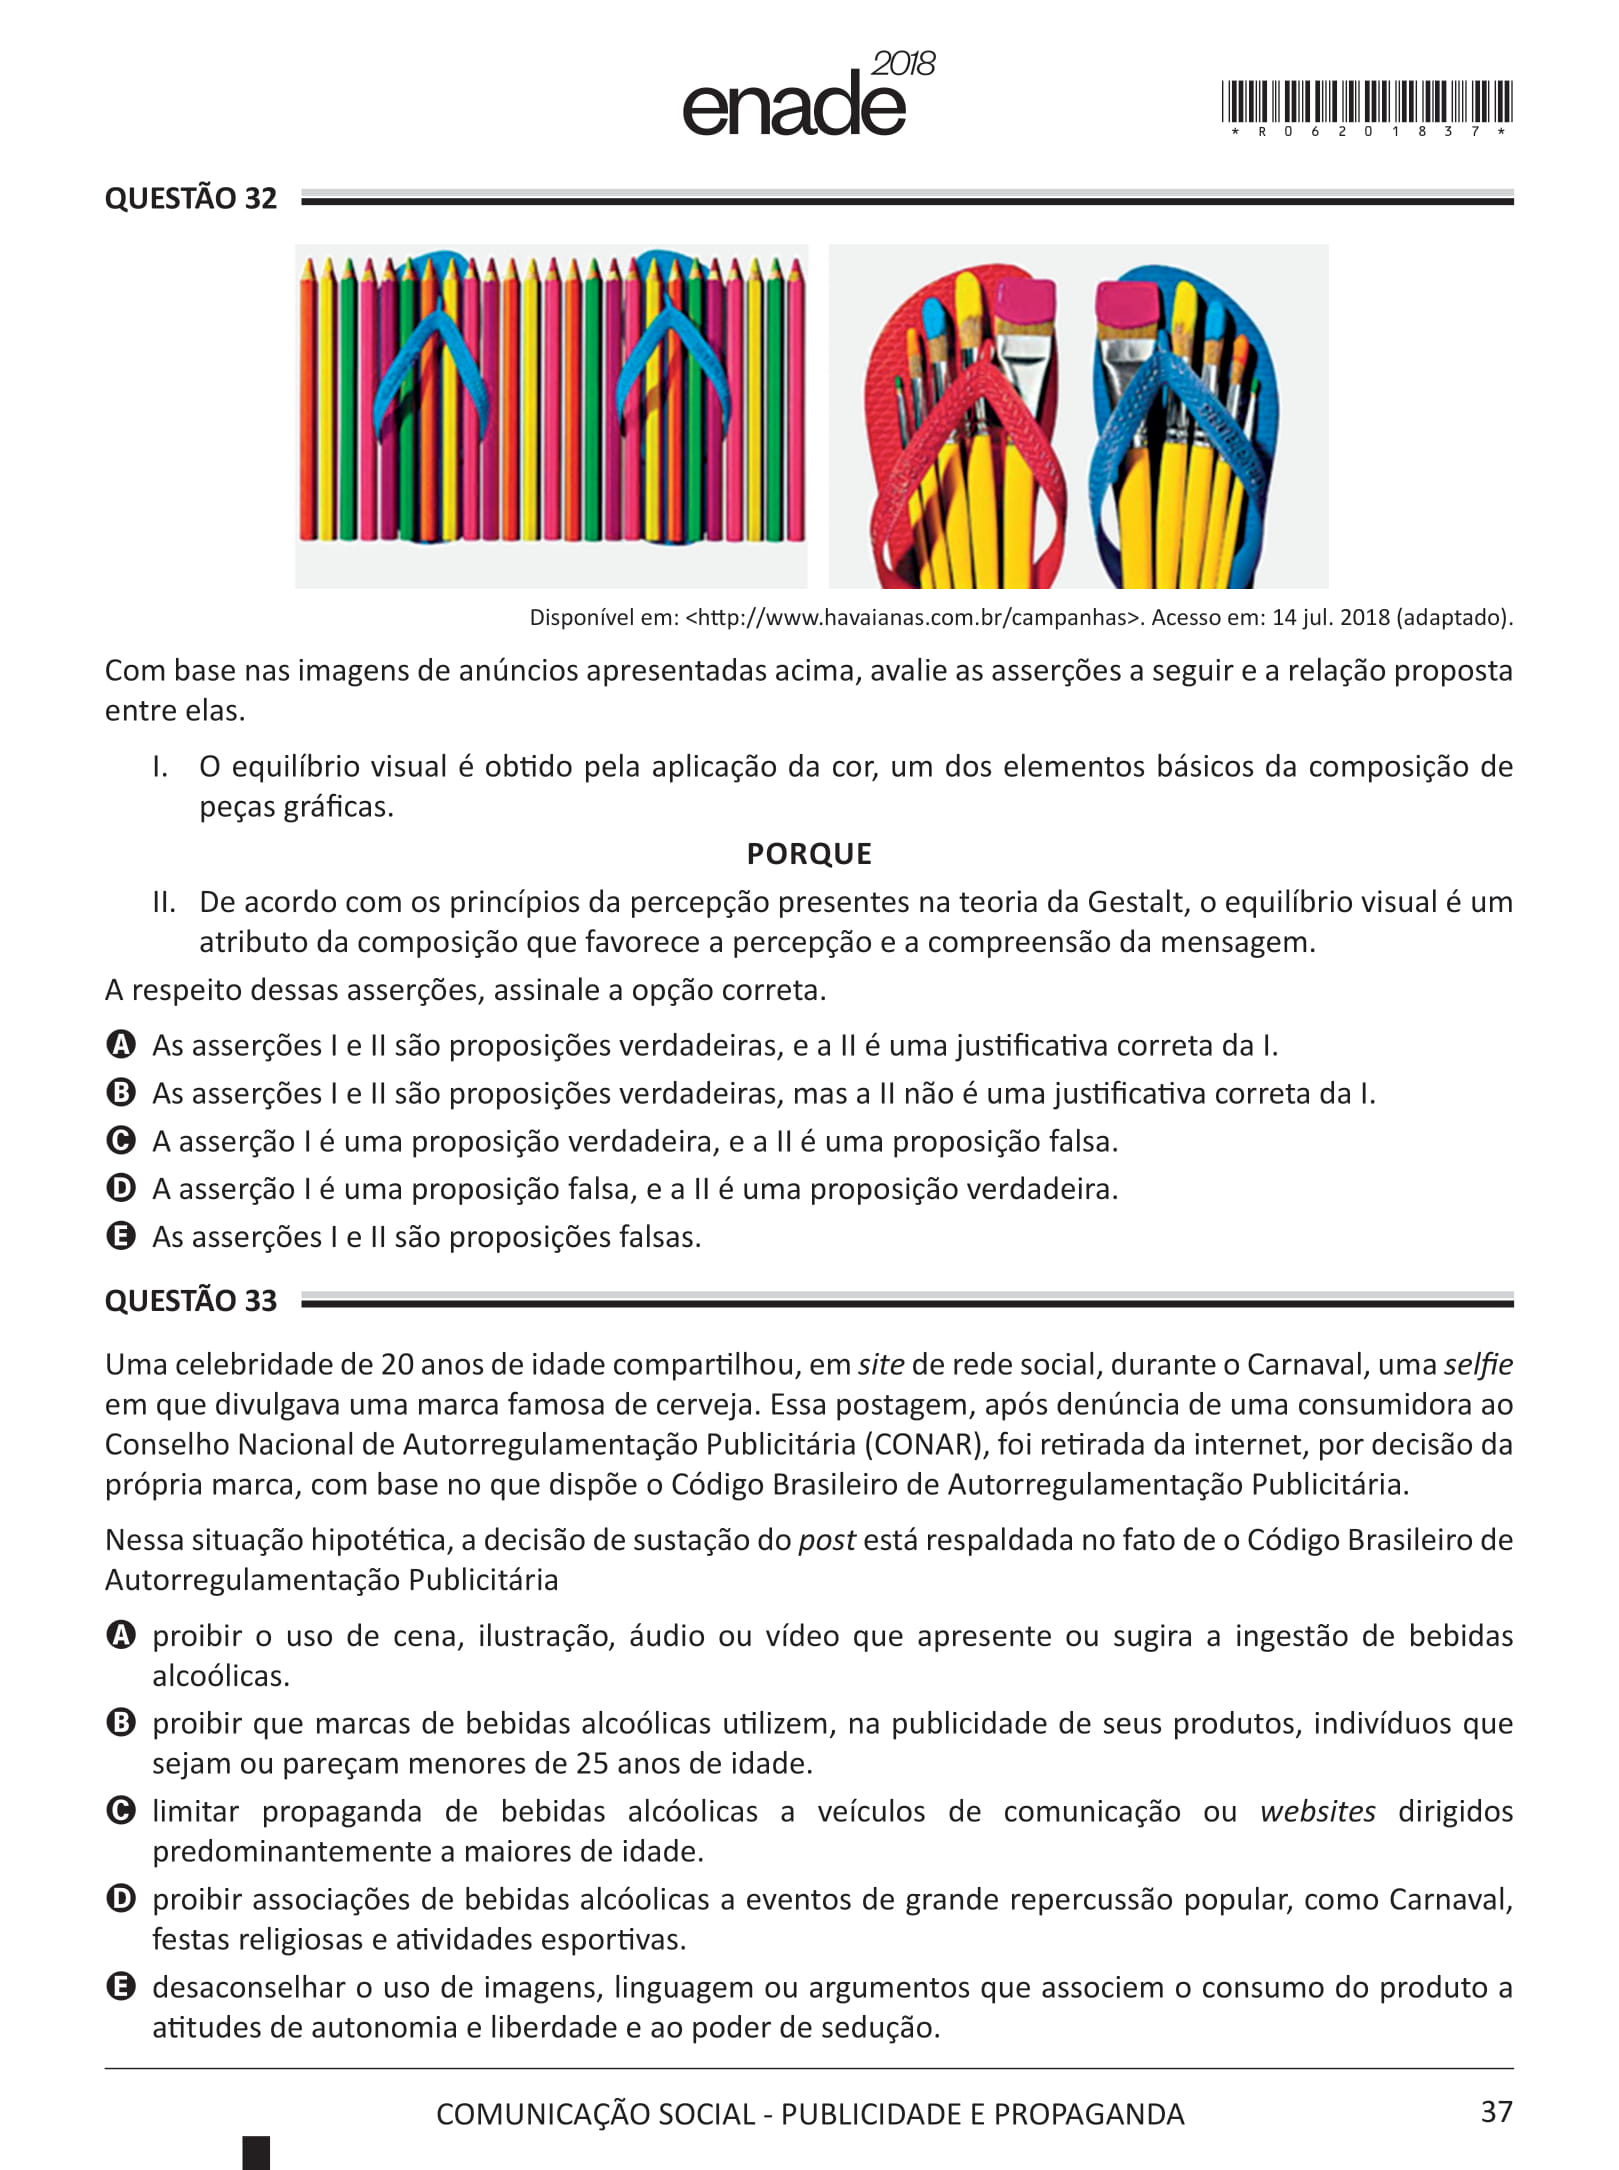 enade 2018
* R 0 6 2 0 1 8 3 7 *
QUESTÃO 32
Disponível em: <http://www.havaianas.com.br/campanhas>. Acesso em: 14 jul. 2018 (adaptado).
Com base nas imagens de anúncios apresentadas acima, avalie as asserções a seguir e a relação proposta
entre elas.
I. O equilíbrio visual é obtido pela aplicação da cor, um dos elementos básicos da composição de
peças gráficas.
PORQUE
II. De acordo com os princípios da percepção presentes na teoria da Gestalt, o equilíbrio visual é um
atributo da composição que favorece a percepção e a compreensão da mensagem.
A respeito dessas asserções, assinale a opção correta.
A As asserções I e II são proposições verdadeiras, e a II é uma justificativa correta da I.
B As asserções I e II são proposições verdadeiras, mas a II não é uma justificativa correta da I.
C A asserção I é uma proposição verdadeira, e a II é uma proposição falsa.
D A asserção I é uma proposição falsa, e a II é uma proposição verdadeira.
E As asserções I e II são proposições falsas.
QUESTÃO 33
Uma celebridade de 20 anos de idade compartilhou, em site de rede social, durante o Carnaval, uma selfie
em que divulgava uma marca famosa de cerveja. Essa postagem, após denúncia de uma consumidora ao
Conselho Nacional de Autorregulamentação Publicitária (CONAR), foi retirada da internet, por decisão da
própria marca, com base no que dispõe o Código Brasileiro de Autorregulamentação Publicitária.
Nessa situação hipotética, a decisão de sustação do post está respaldada no fato de o Código Brasileiro de
Autorregulamentação Publicitária
A proibir o uso de cena, ilustração, áudio ou vídeo que apresente ou sugira a ingestão de bebidas
alcoólicas.
B proibir que marcas de bebidas alcoólicas utilizem, na publicidade de seus produtos, indivíduos que
sejam ou pareçam menores de 25 anos de idade.
C limitar propaganda de bebidas alcóolicas a veículos de comunicação ou websites dirigidos
predominantemente a maiores de idade.
D proibir associações de bebidas alcóolicas a eventos de grande repercussão popular, como Carnaval,
festas religiosas e atividades esportivas.
E desaconselhar o uso de imagens, linguagem ou argumentos que associem o consumo do produto a
atitudes de autonomia e liberdade e ao poder de sedução.
COMUNICAÇÃO SOCIAL - PUBLICIDADE E PROPAGANDA
37